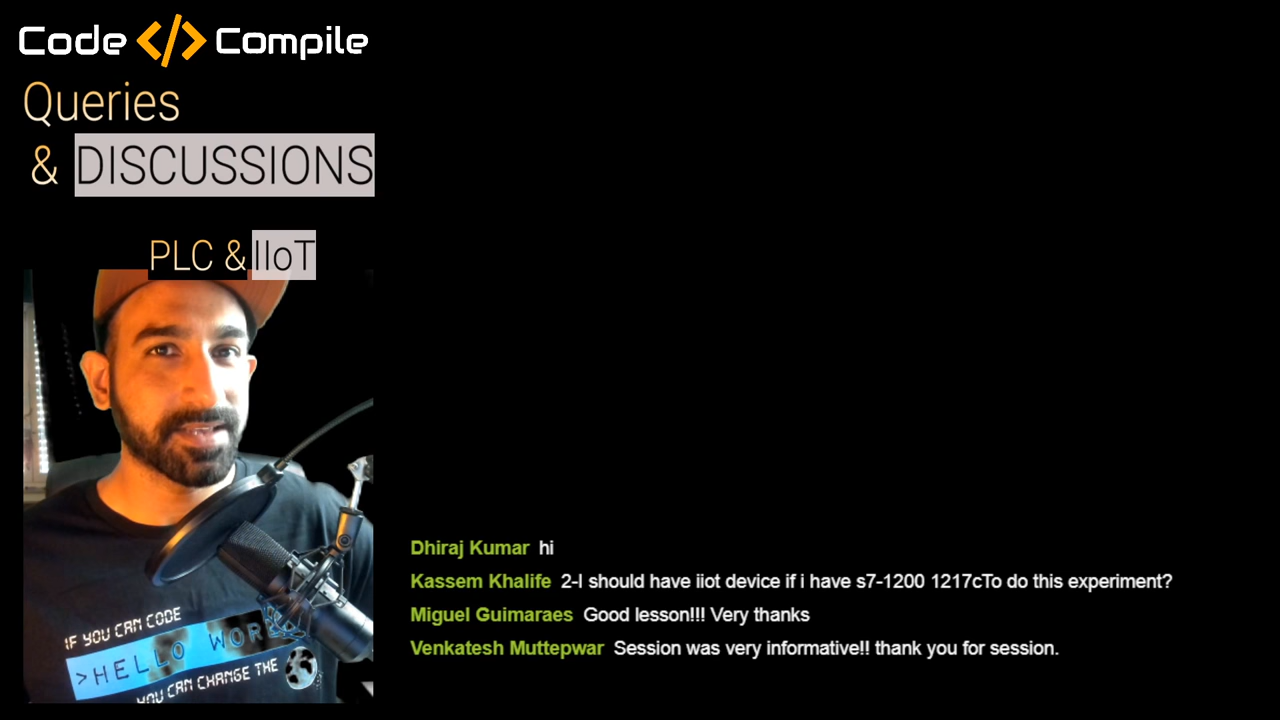 Code </> Compile
Queries
& DISCUSSIONS
PLC & IIoT
IF YOU CAN CODE
>HELLO WORL
YOU CAN CHANGE THE
Dhiraj Kumar hi
Kassem Khalife 2-I should have iiot device if i have s7-1200 1217cTo do this experiment?
Miguel Guimaraes Good lesson!!! Very thanks
Venkatesh Muttepwar Session was very informative!! thank you for session.